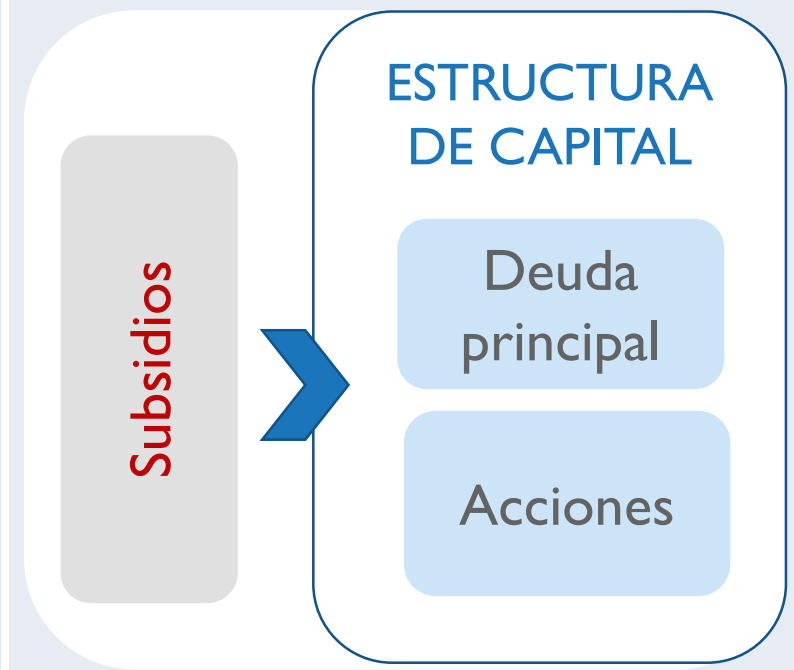 Subsidios
ESTRUCTURA
DE CAPITAL
Deuda
principal
Acciones